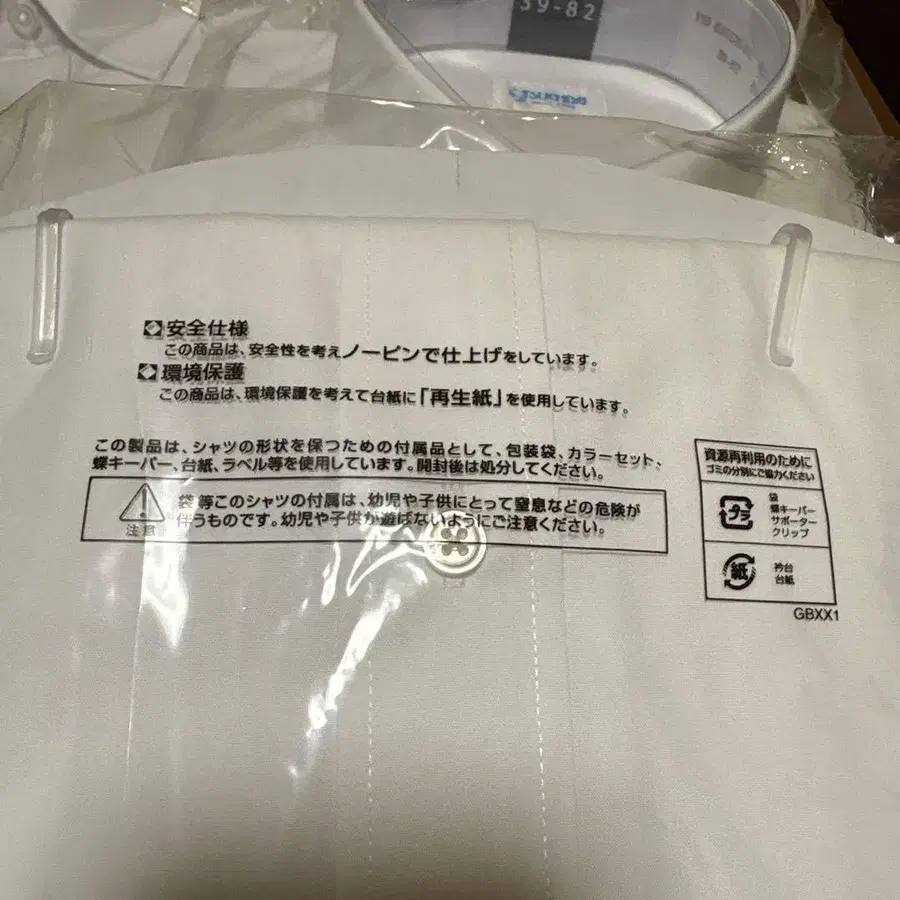 39-82
安全仕様
この商品は、安全性を考えノーピンで仕上げをしています。
環境保護
この商品は、環境保護を考えて台紙に「再生紙」を使用しています。
この製品は、シャツの形状を保つための付属品として、包装袋、カラーセット、
蝶キーパー、台紙、ラベル等を使用しています。開封後は処分してください。
注意
袋等このシャツの付属は、幼児や子供にとって窒息などの危険が
伴うものです。幼児や子供が遊ばないようにご注意ください。
資源再利用のために
ゴミの分別にご協力ください
プラ
袋
蝶キーパー
サポーター
クリップ
紙
衿台
台紙
GBXX1